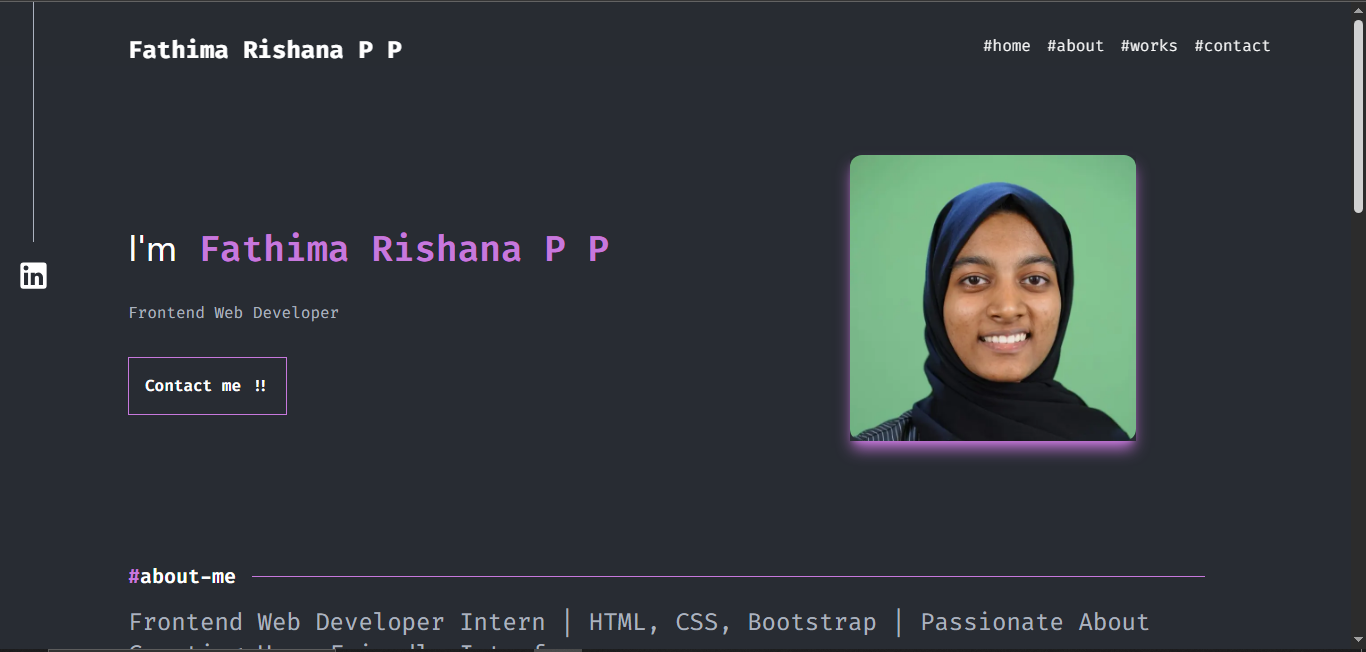 Fathima Rishana P P
#home #about #works #contact
in
I'm Fathima Rishana P P
Frontend Web Developer
Contact me !!
#about-me
Frontend Web Developer Intern | HTML, CSS, Bootstrap | Passionate About